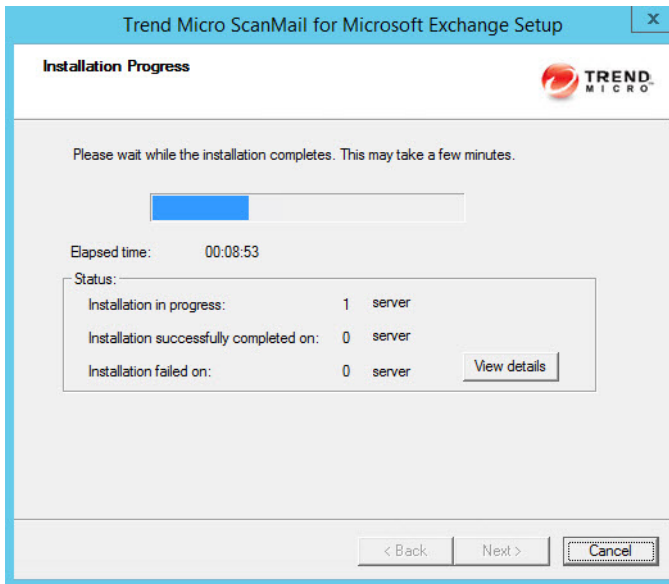 Trend Micro ScanMail for Microsoft Exchange Setup
x
Installation Progress
TREND
MICRO
Please wait while the installation completes. This may take a few minutes.
Elapsed time: 00:08:53
Status:
Installation in progress: 1 server
Installation successfully completed on: 0 server
Installation failed on: 0 server View details
< Back Next > Cancel